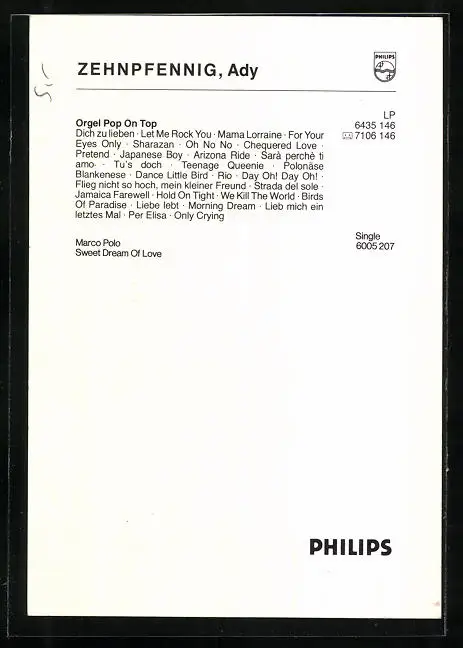 5,-
ZEHNPFENNIG, Ady
PHILIPS
LP
Orgel Pop On Top
6435 146
Dich zu lieben · Let Me Rock You · Mama Lorraine · For Your
7106 146
Eyes Only · Sharazan · Oh No No · Chequered Love ·
Pretend · Japanese Boy · Arizona Ride · Sarà perchè ti
amo · Tu's doch · Teenage Queenie · Polonäse
Blankenese · Dance Little Bird · Rio · Day Oh! Day Oh! ·
Flieg nicht so hoch, mein kleiner Freund · Strada del sole ·
Jamaica Farewell · Hold On Tight · We Kill The World · Birds
Of Paradise · Liebe lebt · Morning Dream · Lieb mich ein
letztes Mal · Per Elisa · Only Crying
Single
Marco Polo
6005 207
Sweet Dream Of Love
PHILIPS